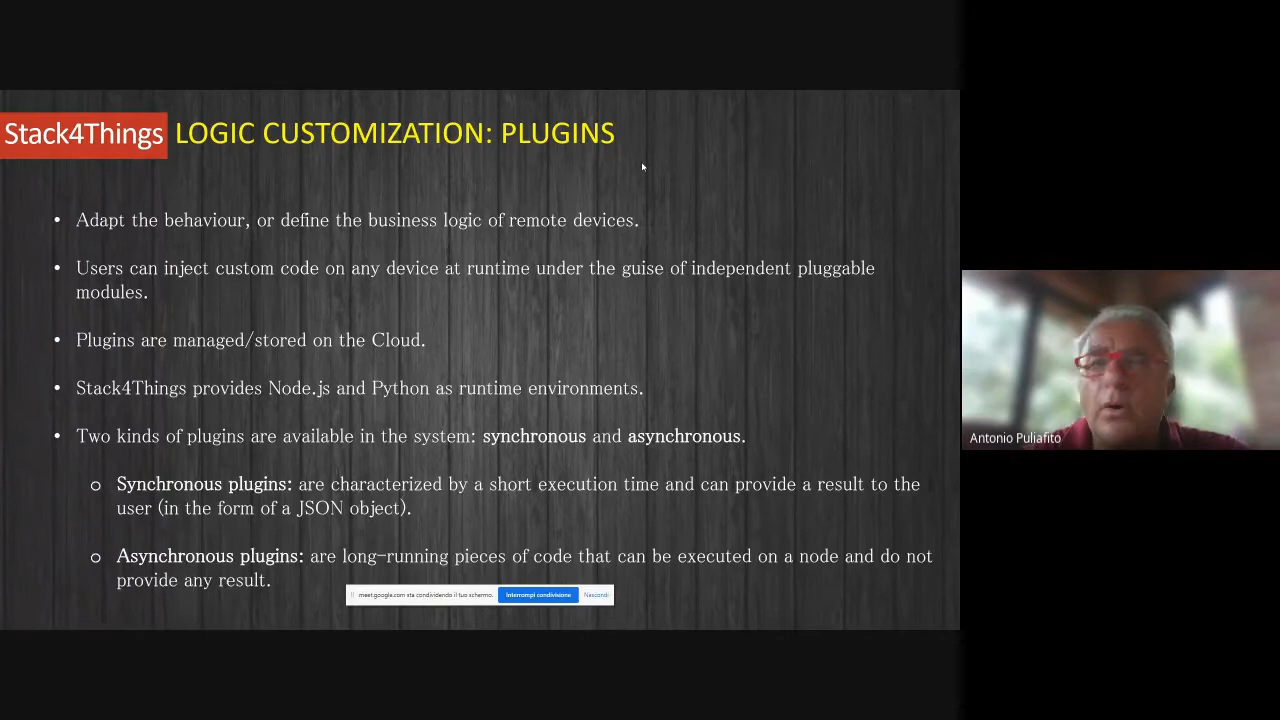 Stack4Things LOGIC CUSTOMIZATION: PLUGINS
• Adapt the behaviour, or define the business logic of remote devices.
• Users can inject custom code on any device at runtime under the guise of independent pluggable
modules.
• Plugins are managed/stored on the Cloud.
• Stack4Things provides Node.js and Python as runtime environments.
• Two kinds of plugins are available in the system: synchronous and asynchronous.
o Synchronous plugins: are characterized by a short execution time and can provide a result to the
user (in the form of a JSON object).
o Asynchronous plugins: are long-running pieces of code that can be executed on a node and do not
provide any result.
meet.google.com sta condividendo il tuo schermo. Interrompi condivisione Nascondi
Antonio Puliafito